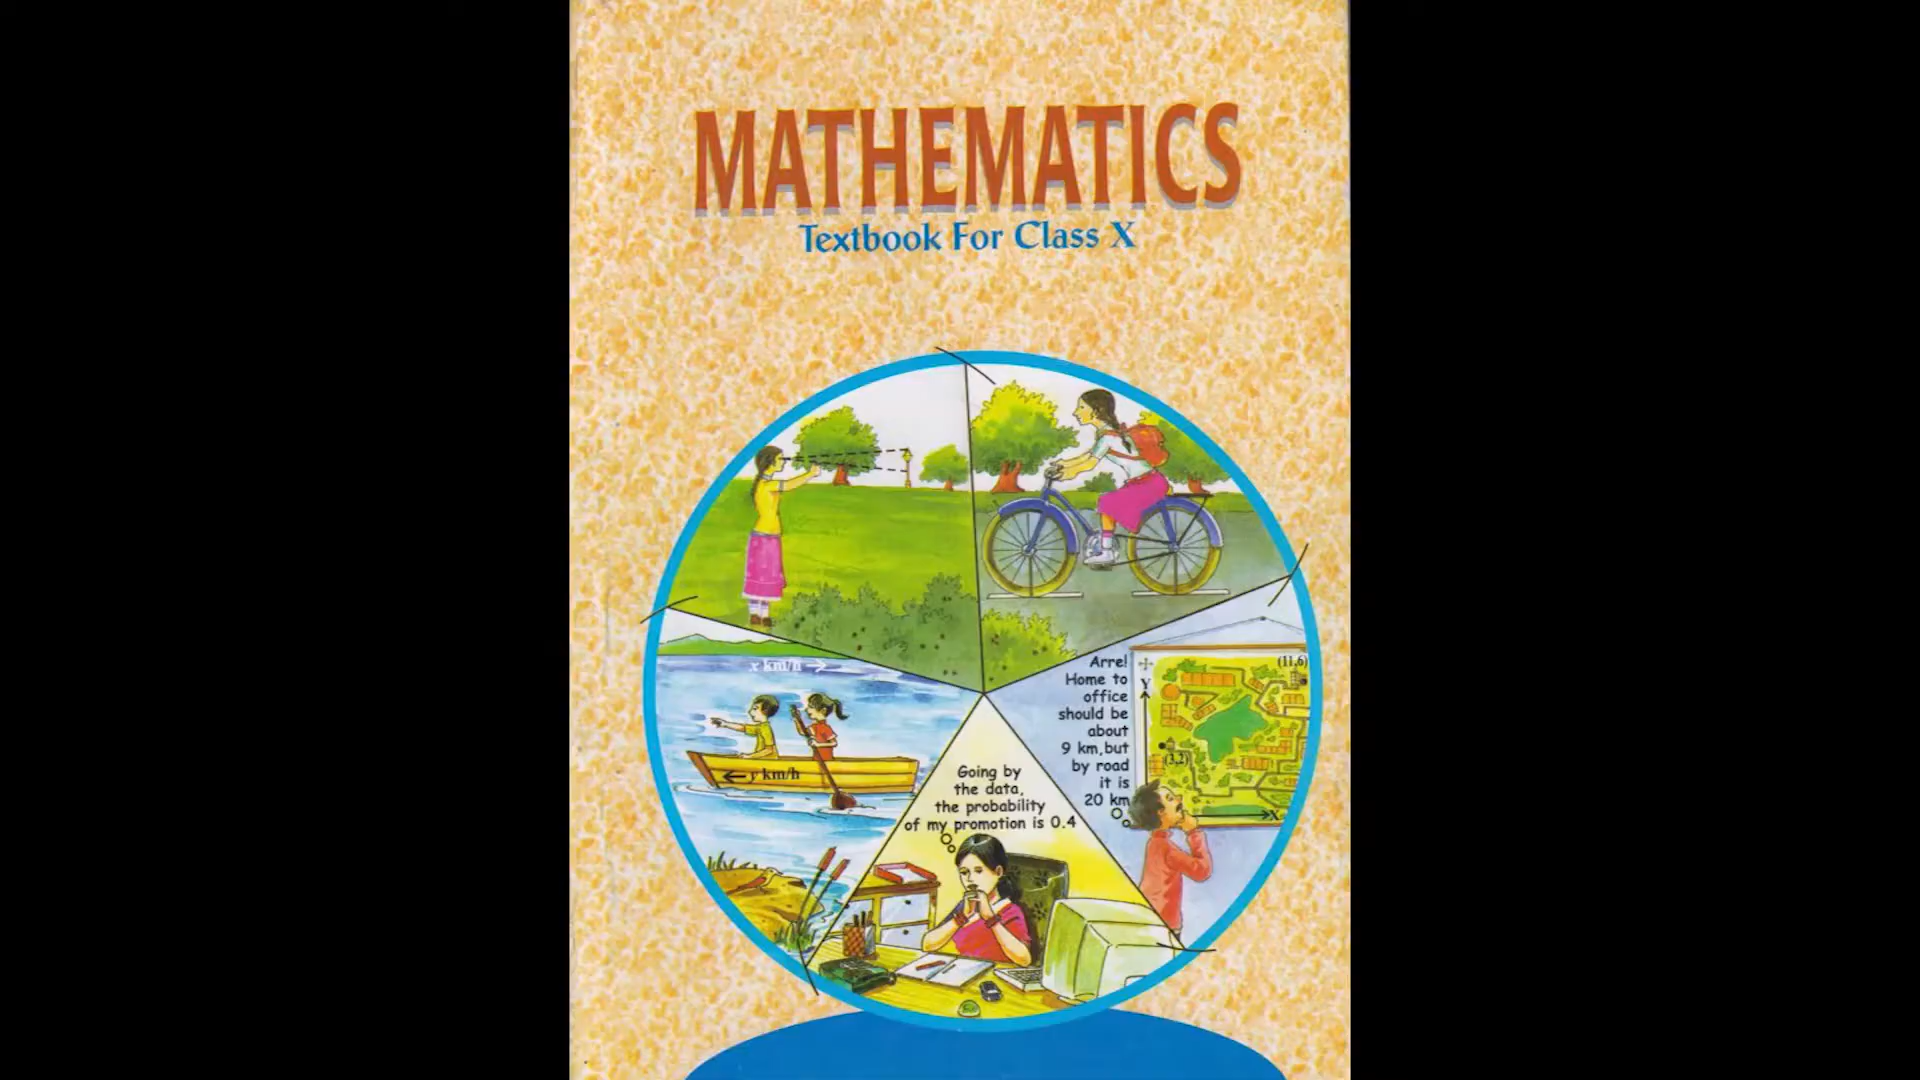 MATHEMATICS
Textbook For Class X
x km/h →
← y km/h
Going by
the data,
the probability
of my promotion is 0.4
Arre!
Home to
office
should be
about
9 km,but
by road
it is
20 km
(11,6)
Y
(3,2)
X